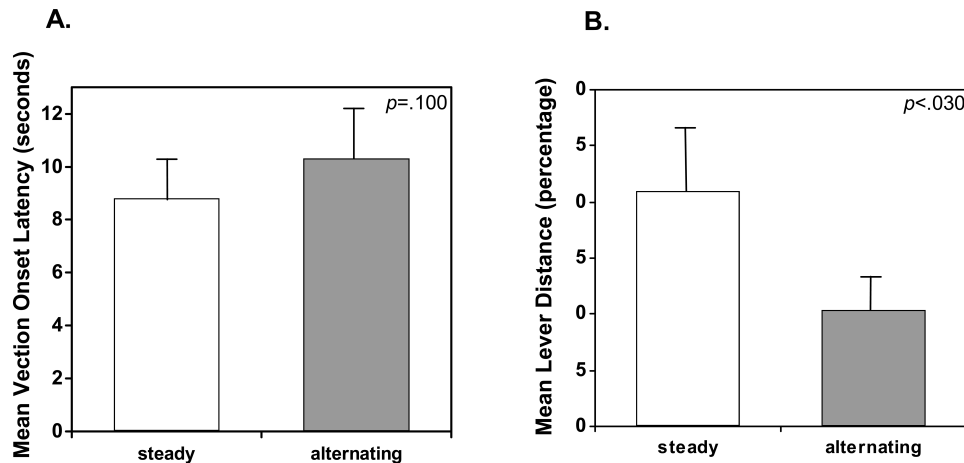 A.
Mean Vection Onset Latency (seconds)
p=.100
12
10
8
6
4
2
0
steady
alternating
B.
Mean Lever Distance (percentage)
p<.030
0
5
0
5
0
5
0
steady
alternating